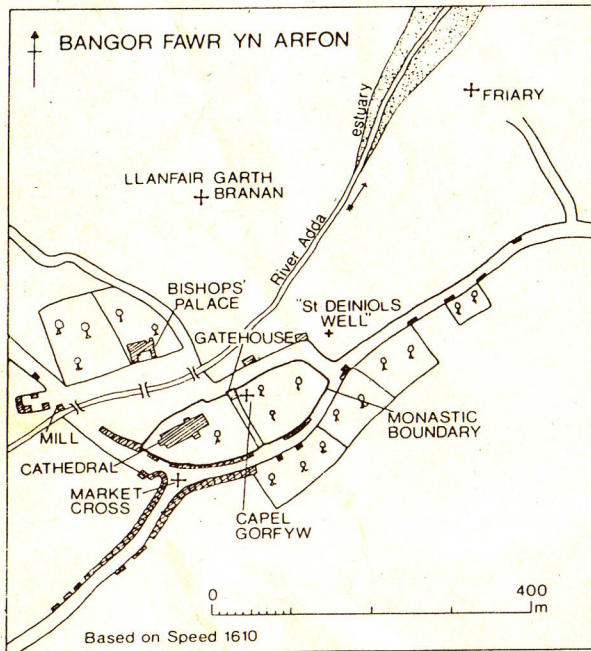 BANGOR FAWR YN ARFON
FRIARY
estuary
LLANFAIR GARTH
BRANAN
River Adda
BISHOPS'
PALACE
"St DEINIOLS
WELL"
GATEHOUSE
MILL
MONASTIC
BOUNDARY
CATHEDRAL
MARKET
CROSS
CAPEL
GORFYW
0 400
m
Based on Speed 1610